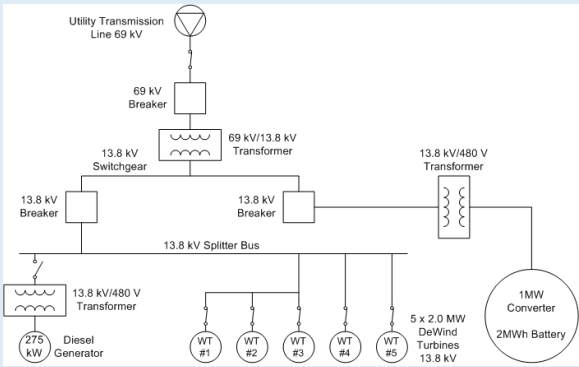 Utility Transmission
Line 69 kV
69 kV
Breaker
69 kV/13.8 kV
Transformer
13.8 kV
Switchgear
13.8 kV/480 V
Transformer
13.8 kV
Breaker
13.8 kV
Breaker
13.8 kV Splitter Bus
13.8 kV/480 V
Transformer
1MW
Converter
2MWh Battery
275
kW
Diesel
Generator
WT
#1
WT
#2
WT
#3
WT
#4
WT
#5
5 x 2.0 MW
DeWind
Turbines
13.8 kV